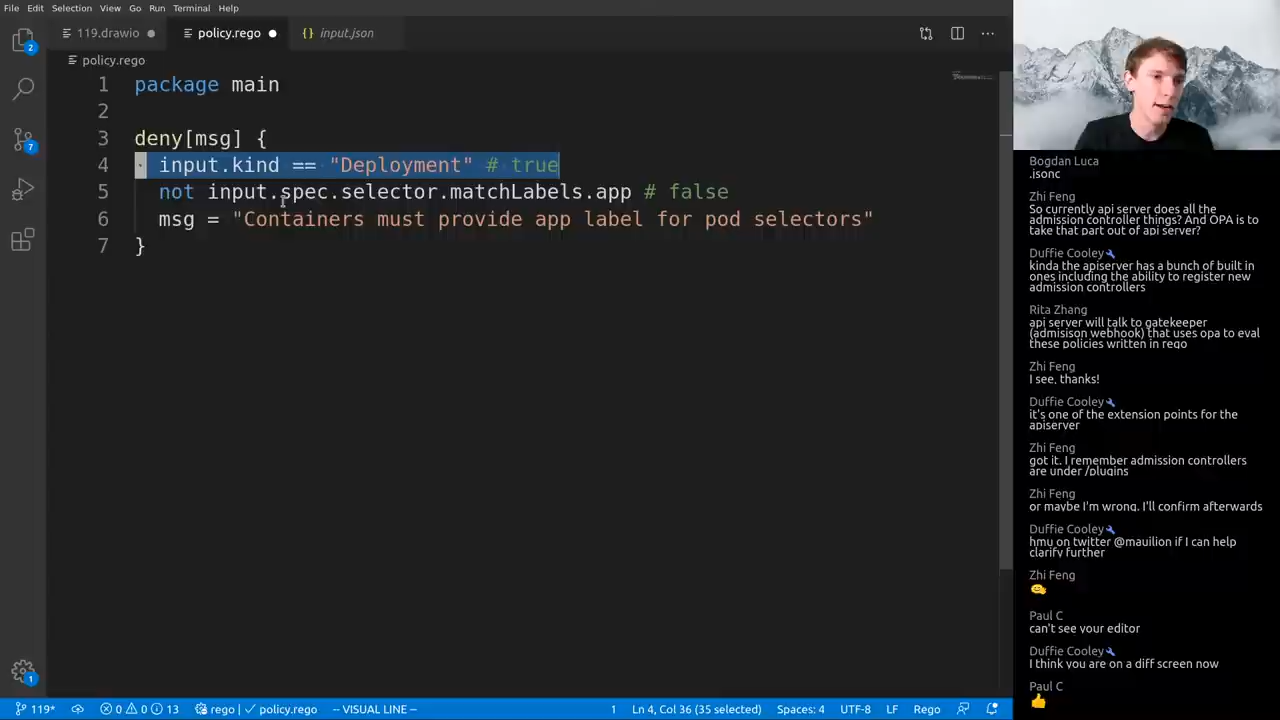 File Edit Selection View Go Run Terminal Help
119.drawio policy.rego {} input.json
policy.rego
1 package main
2
3 deny[msg] {
4 input.kind == "Deployment" # true
5 not input.spec.selector.matchLabels.app # false
6 msg = "Containers must provide app label for pod selectors"
7 }
2
7
1
119* 0 0 13 rego policy.rego -- VISUAL LINE -- 1 Ln 4, Col 36 (35 selected) Spaces: 4 UTF-8 LF Rego
Bogdan Luca
.jsonc
Zhi Feng
So currently api server does all the
admission controller things? And OPA is to
take that part out of api server?
Duffie Cooley
kinda the apiserver has a bunch of built in
ones including the ability to register new
admission controllers
Rita Zhang
api server will talk to gatekeeper
(admisison webhook) that uses opa to eval
these policies written in rego
Zhi Feng
I see, thanks!
Duffie Cooley
it's one of the extension points for the
apiserver
Zhi Feng
got it. I remember admission controllers
are under /plugins
Zhi Feng
or maybe I'm wrong. I'll confirm afterwards
Duffie Cooley
hmu on twitter @mauilion if I can help
clarify further
Zhi Feng
Paul C
can't see your editor
Duffie Cooley
I think you are on a diff screen now
Paul C